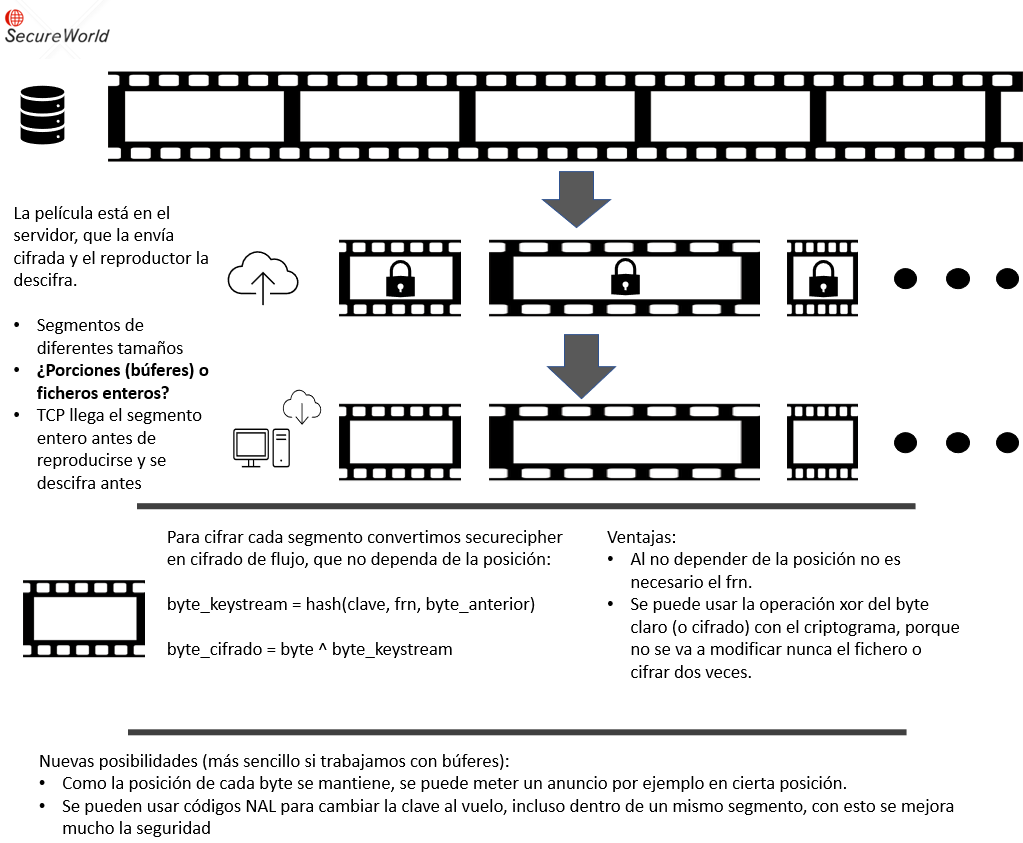 SecureWorld
La película está en el
servidor, que la envía
cifrada y el reproductor la
descifra.
• Segmentos de
diferentes tamaños
• ¿Porciones (búferes) o
ficheros enteros?
• TCP llega el segmento
entero antes de
reproducirse y se
descifra antes
Para cifrar cada segmento convertimos securecipher
en cifrado de flujo, que no dependa de la posición:
byte_keystream = hash(clave, frn, byte_anterior)
byte_cifrado = byte ^ byte_keystream
Ventajas:
• Al no depender de la posición no es
necesario el frn.
• Se puede usar la operación xor del byte
claro (o cifrado) con el criptograma, porque
no se va a modificar nunca el fichero o
cifrar dos veces.
Nuevas posibilidades (más sencillo si trabajamos con búferes):
• Como la posición de cada byte se mantiene, se puede meter un anuncio por ejemplo en cierta posición.
• Se pueden usar códigos NAL para cambiar la clave al vuelo, incluso dentro de un mismo segmento, con esto se mejora
mucho la seguridad